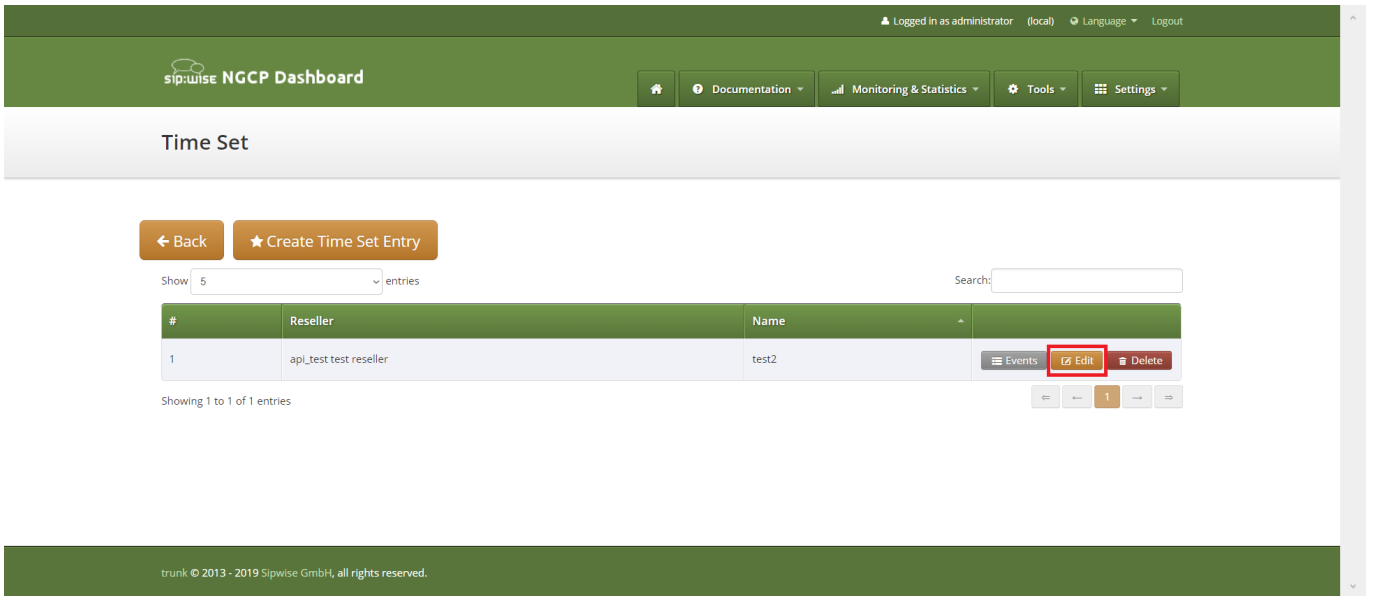 Logged in as administrator (local) Language Logout
sip:wise NGCP Dashboard
Documentation Monitoring & Statistics Tools Settings
Time Set
Back Create Time Set Entry
Show 5 entries Search:
# Reseller Name
1 api_test test reseller test2 Events Edit Delete
Showing 1 to 1 of 1 entries ⇐ ← 1 → ⇒
trunk © 2013 - 2019 Sipwise GmbH, all rights reserved.